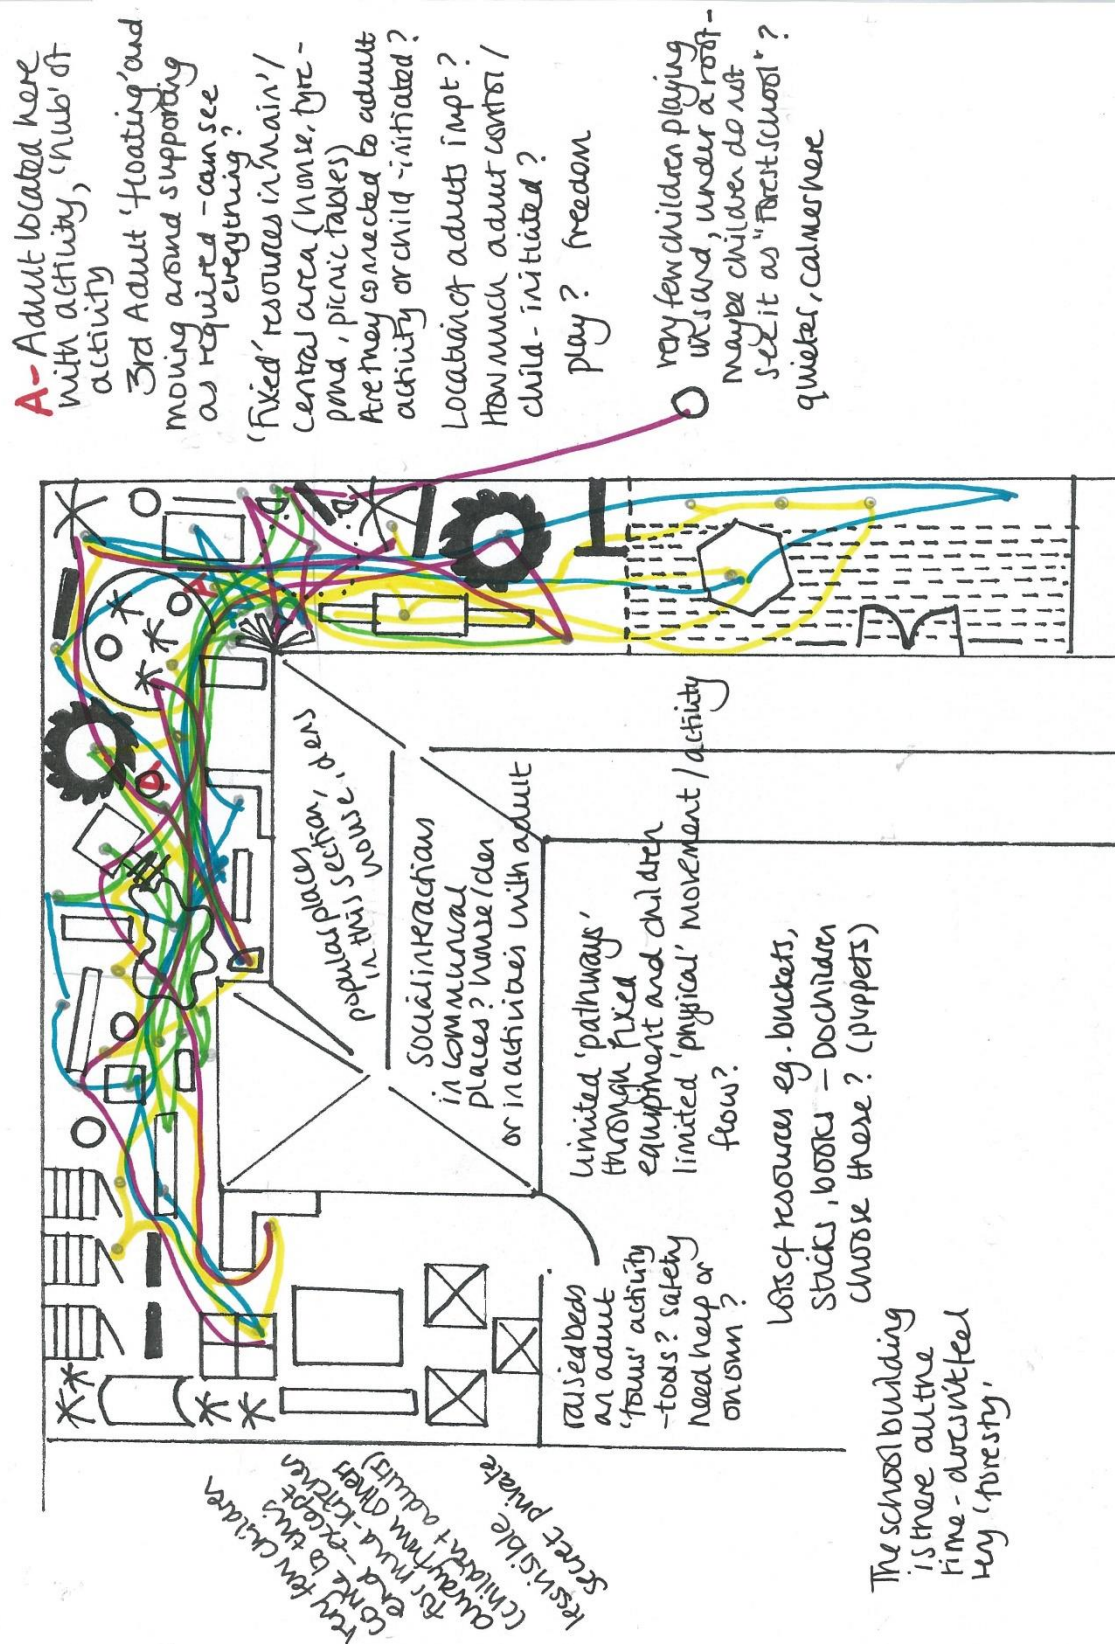 A- Adult located here
with activity, 'hub' of
activity
3rd Adult 'floating' and
moving around supporting
as required - can see
everything?
'Fixed' resources in 'main' /
central area (house, tyre -
pond, picnic tables)
Are they connected to adult
activity or child-initiated?
Location of adults impt?
How much adult control /
child-initiated?
play? freedom
very few children playing
in sand, under a roof -
maybe children do not
see it as "Forest school"?
quieter, calmer here
A
A
popular places
in this section, dens
house
social interactions
in communal
places? house/den
or in activities with adult
Limited 'pathways'
through fixed
equipment and children
limited 'physical' movement / activity
flow?
raised beds
an adult
'focus' activity
- tools? safety
need help or
on own?
Lots of resources eg. buckets,
Sticks, books - Do children
choose these? (puppets)
The school building
is there all the
time - doesn't feel
very 'foresty'.
very few children
come to this
end - except
for mud-kitchen
away from others
(children + adults)
less visible
secret, private